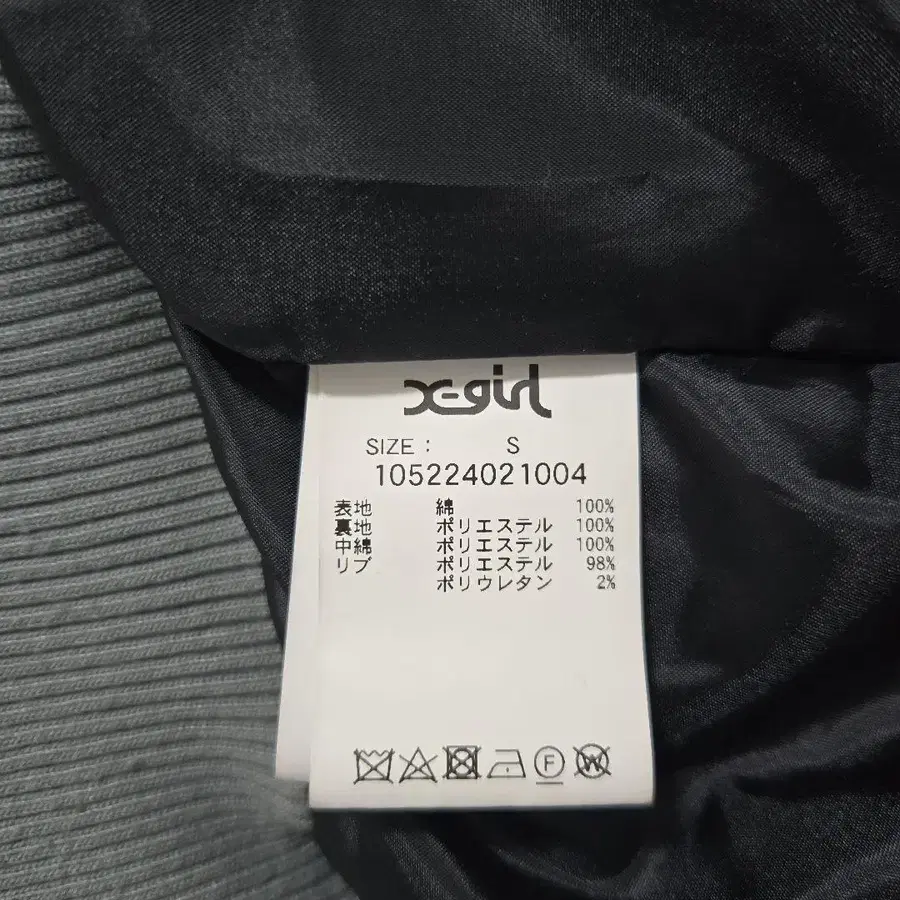 X-girl
SIZE : S
105224021004
表地 綿 100%
裏地 ポリエステル 100%
中綿 ポリエステル 100%
リブ ポリエステル 98%
ポリウレタン 2%
F W